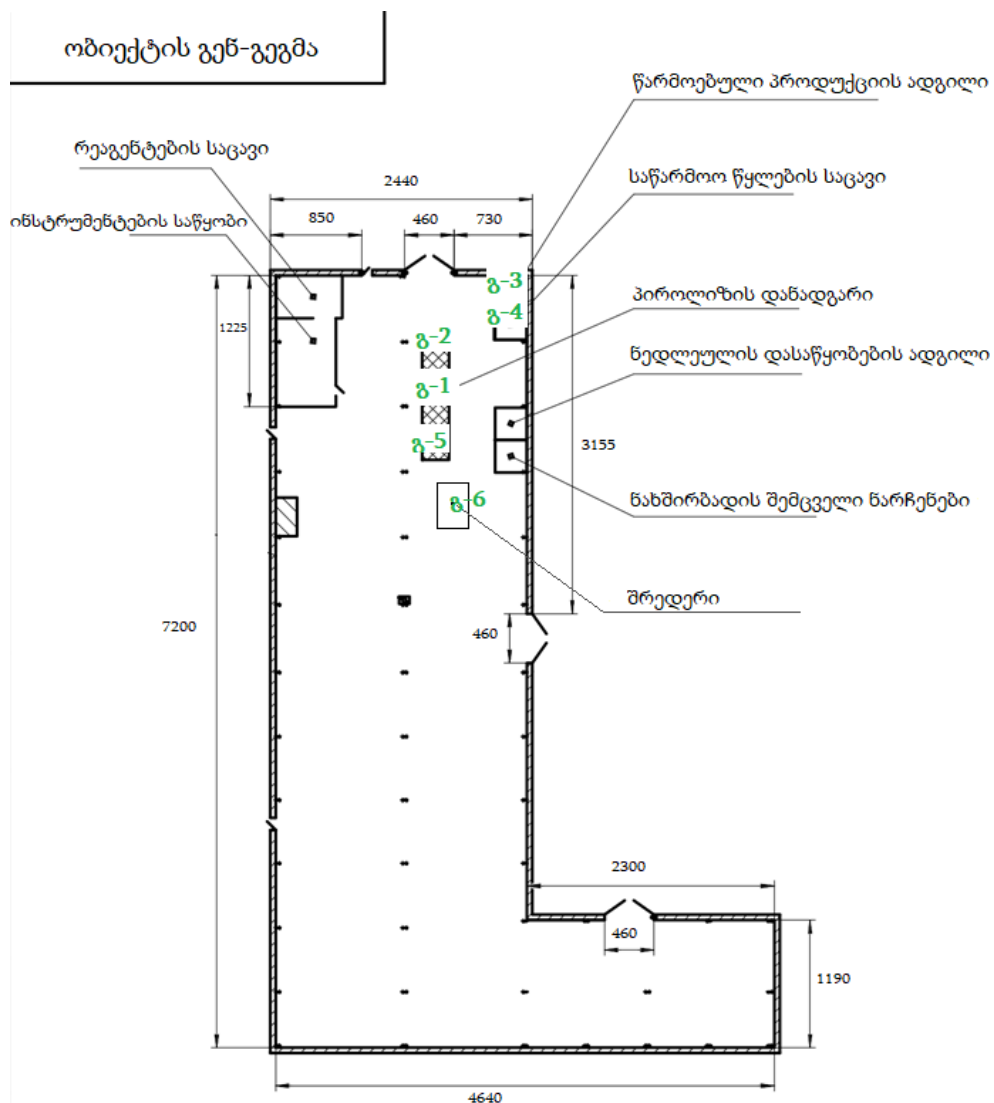 ობიექტის გენ-გეგმა
წარმოებული პროდუქციის ადგილი
რეაგენტების საცავი
საწარმოო წყლების საცავი
2440
ინსტრუმენტების საწყობი
850
460
730
გ-3
პიროლიზის დანადგარი
გ-4
1225
გ-2
ნედლეულის დასაწყობების ადგილი
გ-1
გ-5
3155
გ-6
ნახშირბადის შემცველი ნარჩენები
შრედერი
7200
460
2300
460
1190
4640